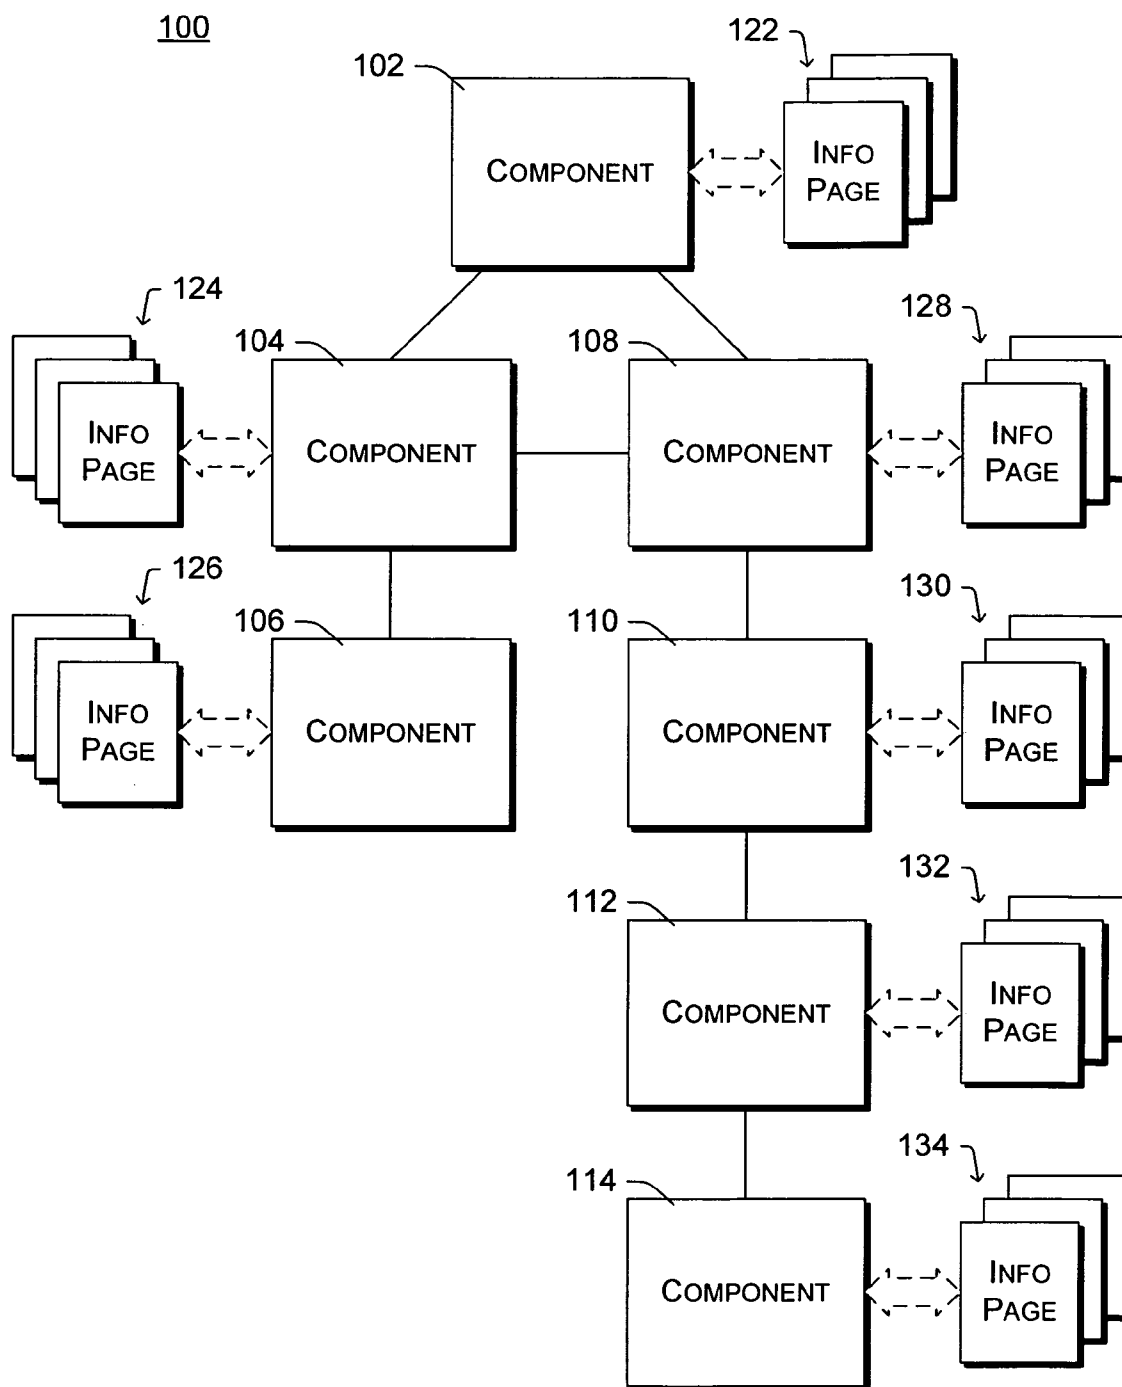 100
122
102
COMPONENT
INFO
PAGE
124
104
108
128
INFO
PAGE
COMPONENT
COMPONENT
INFO
PAGE
126
106
110
130
INFO
PAGE
COMPONENT
COMPONENT
INFO
PAGE
112
132
COMPONENT
INFO
PAGE
114
134
COMPONENT
INFO
PAGE